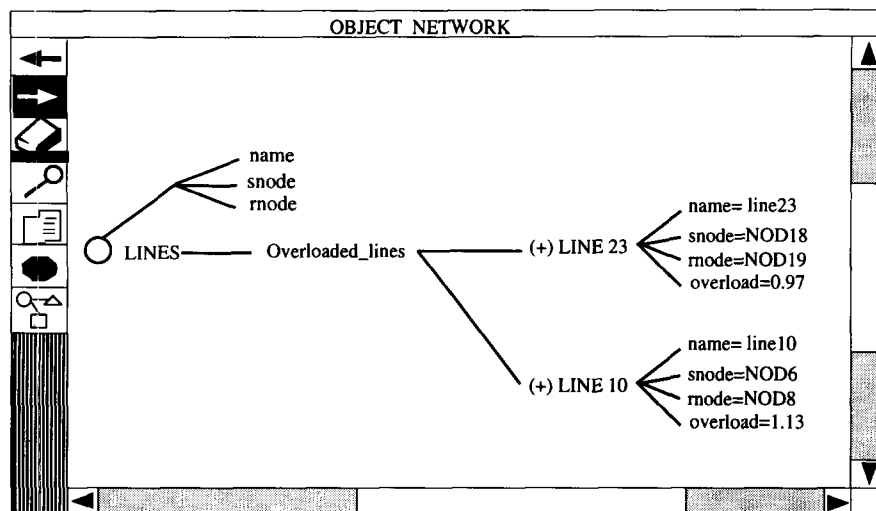 OBJECT NETWORK
name
snode
rnode
LINES
Overloaded_lines
(+) LINE 23
name= line23
snode=NOD18
rnode=NOD19
overload=0.97
(+) LINE 10
name= line10
snode=NOD6
rnode=NOD8
overload=1.13